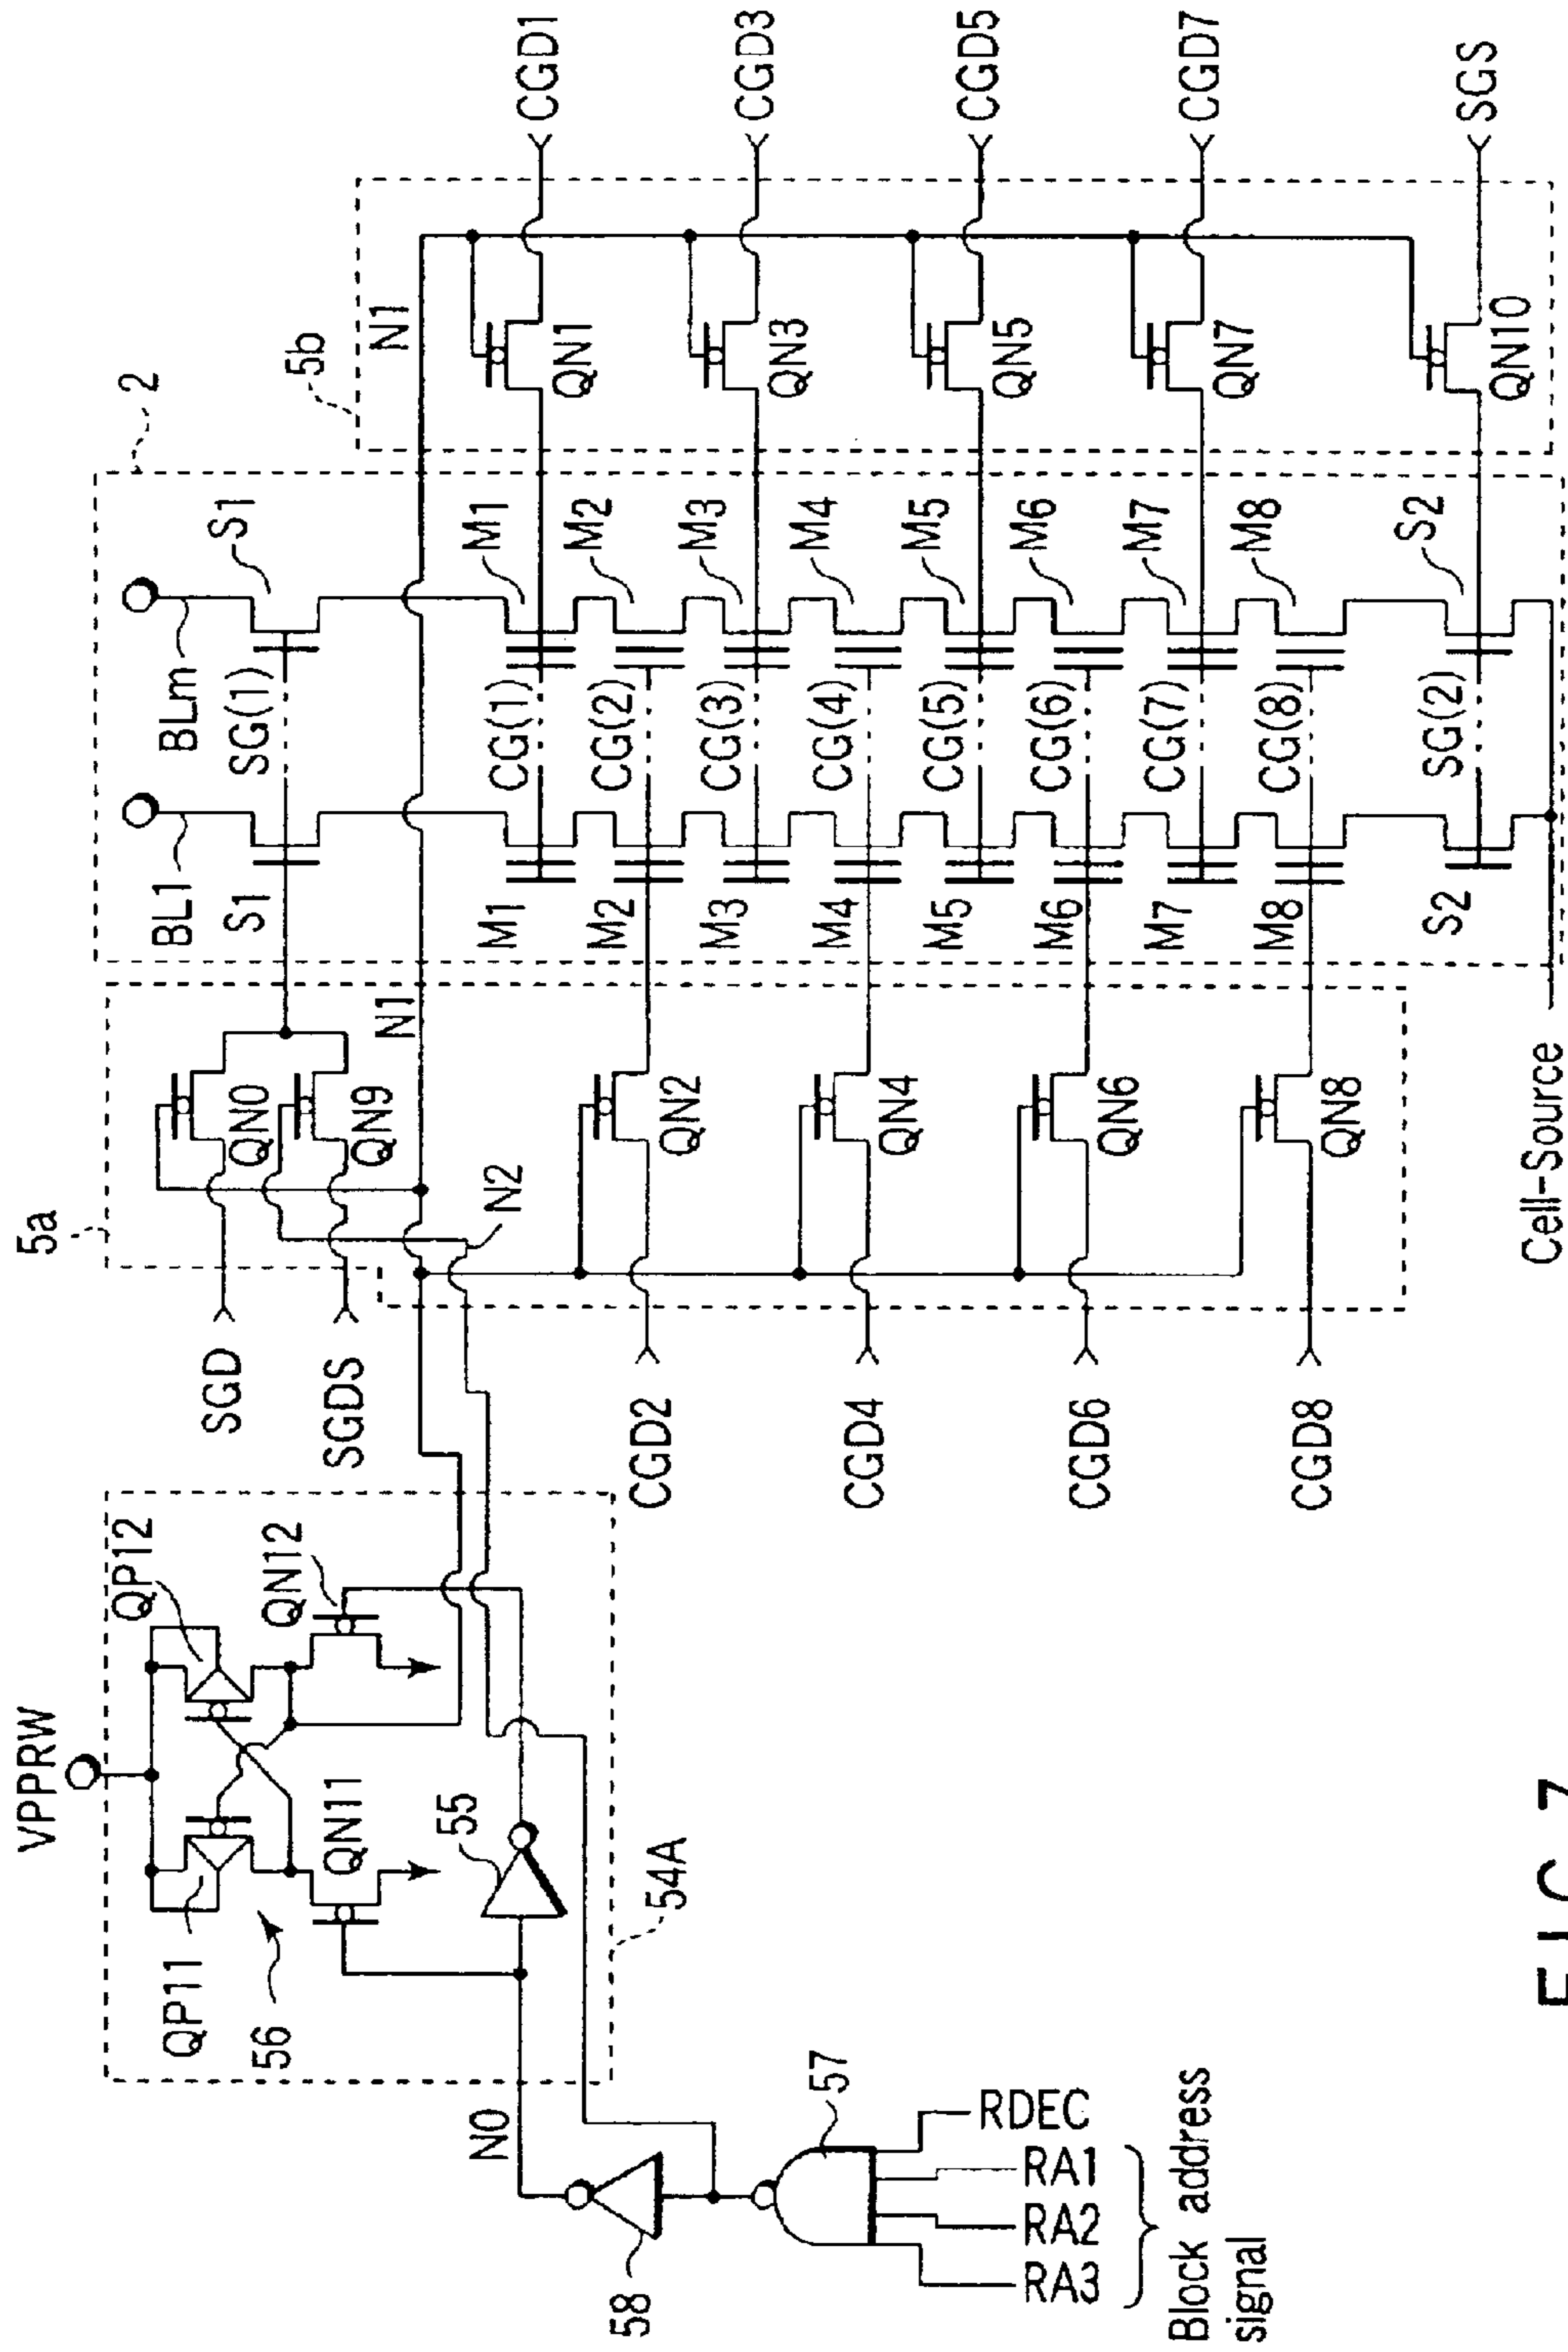 VPPRW
QP11
QP12
56
QN11
QN12
55
54A
N0
58
57
RDEC
RA1
RA2
RA3
Block address
signal
5a
SGD
SGDS
QN0
QN9
N1
N2
QN2
QN4
QN6
QN8
CGD2
CGD4
CGD6
CGD8
Cell-Source
2
BL1
BLm
S1
SG(1)
S1
M1
CG(1)
M1
M2
CG(2)
M2
M3
CG(3)
M3
M4
CG(4)
M4
M5
CG(5)
M5
M6
CG(6)
M6
M7
CG(7)
M7
M8
CG(8)
M8
S2
SG(2)
S2
5b
N1
QN1
QN3
QN5
QN7
QN10
CGD1
CGD3
CGD5
CGD7
SGS